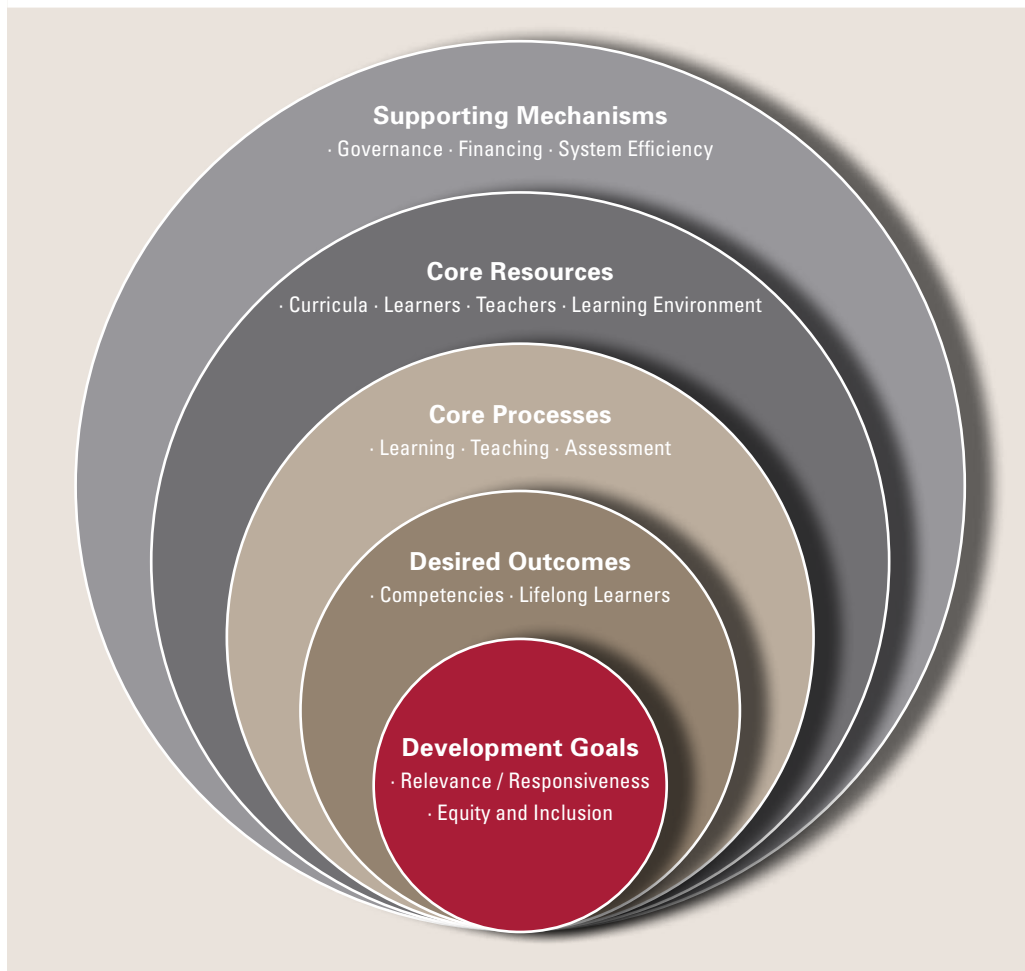 Supporting Mechanisms
· Governance · Financing · System Efficiency
Core Resources
· Curricula · Learners · Teachers · Learning Environment
Core Processes
· Learning · Teaching · Assessment
Desired Outcomes
· Competencies · Lifelong Learners
Development Goals
· Relevance / Responsiveness
· Equity and Inclusion